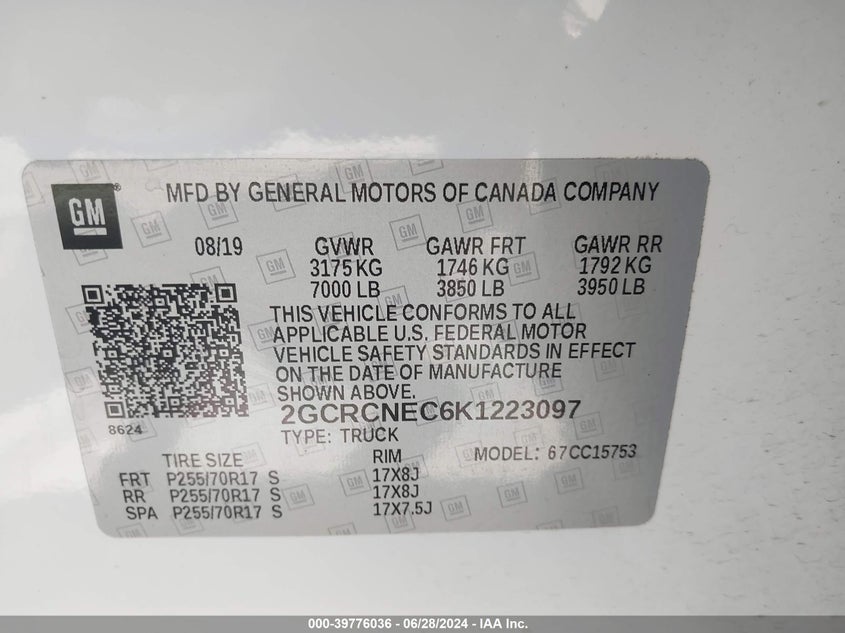 GM
MFD BY GENERAL MOTORS OF CANADA COMPANY
08/19 GVWR GAWR FRT GAWR RR
3175 KG 1746 KG 1792 KG
7000 LB 3850 LB 3950 LB
THIS VEHICLE CONFORMS TO ALL
APPLICABLE U.S. FEDERAL MOTOR
VEHICLE SAFETY STANDARDS IN EFFECT
ON THE DATE OF MANUFACTURE
SHOWN ABOVE.
8624
2GCRCNEC6K1223097
TYPE: TRUCK MODEL: 67CC15753
TIRE SIZE RIM
FRT P255/70R17 S 17X8J
RR P255/70R17 S 17X8J
SPA P255/70R17 S 17X7.5J
000-39776036 - 06/28/2024 - IAA Inc.